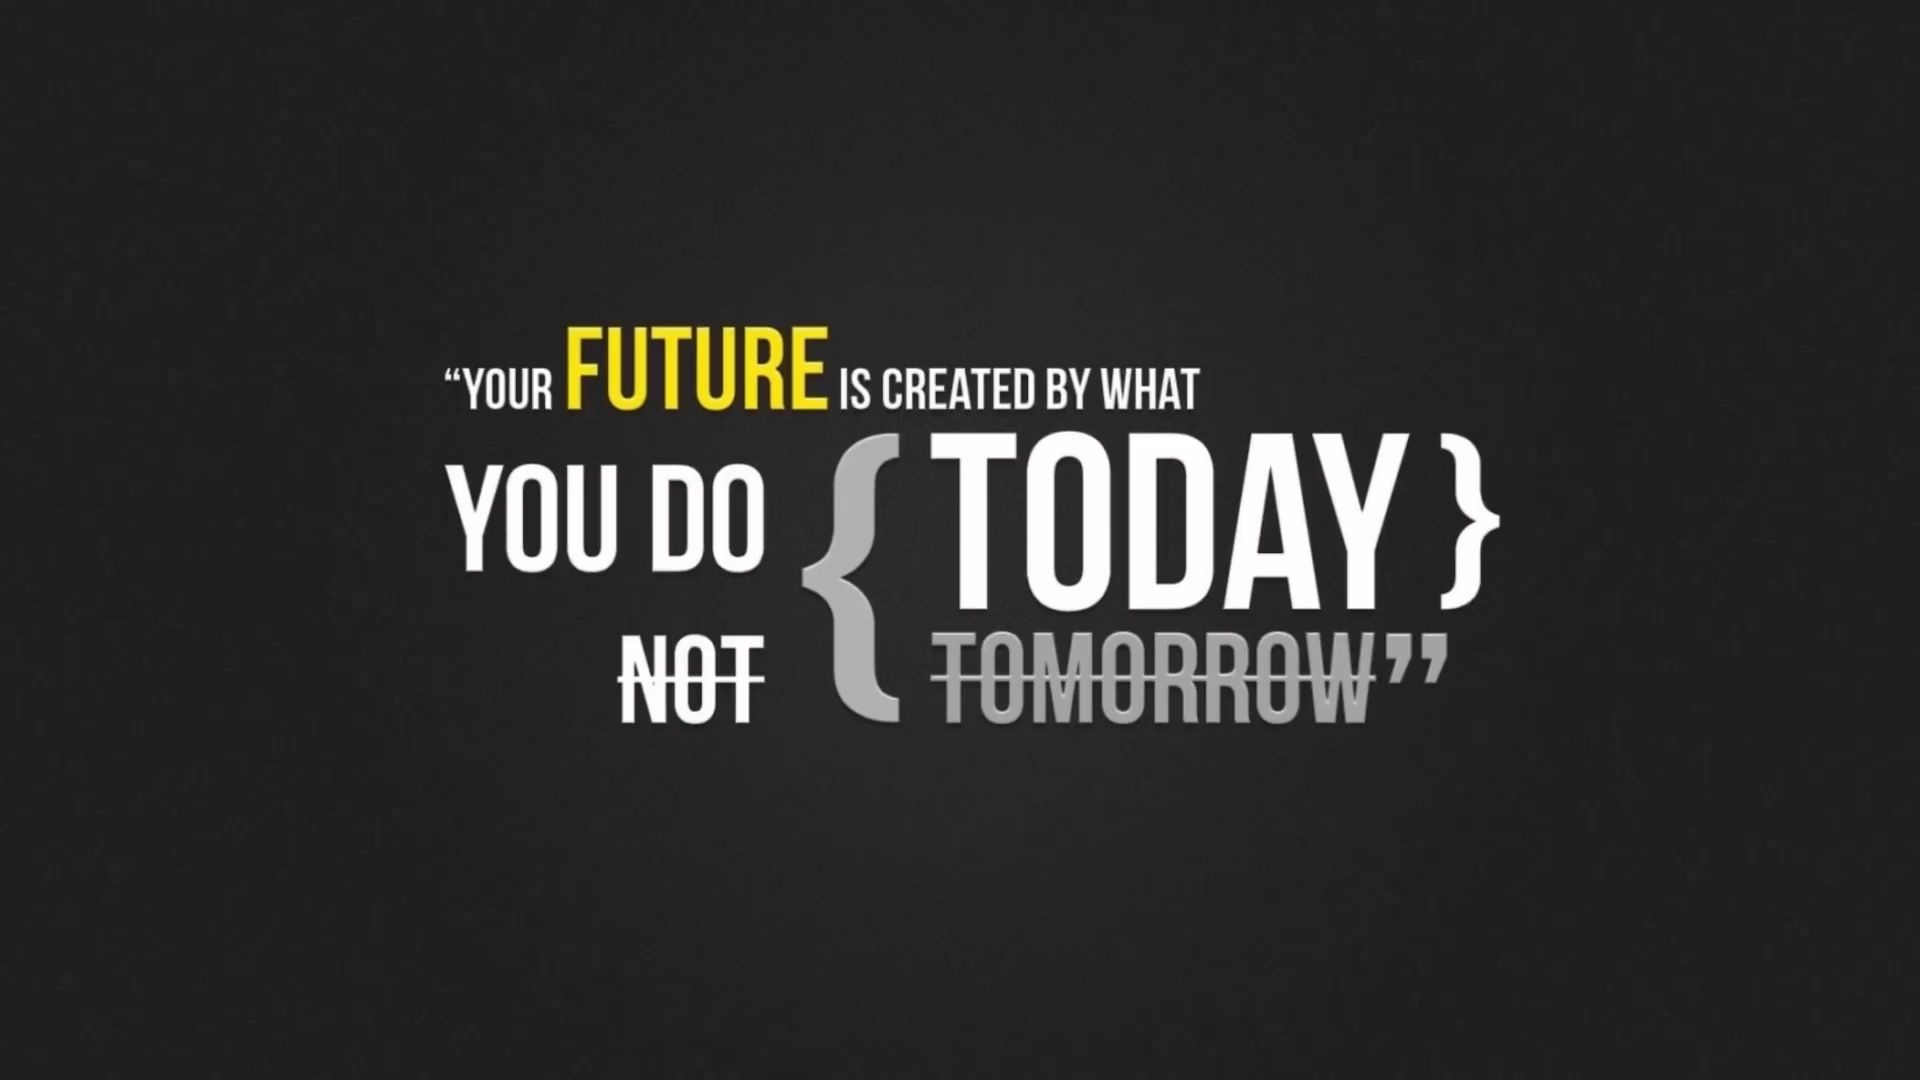 “YOUR FUTURE IS CREATED BY WHAT
YOU DO { TODAY }
NOT TOMORROW”